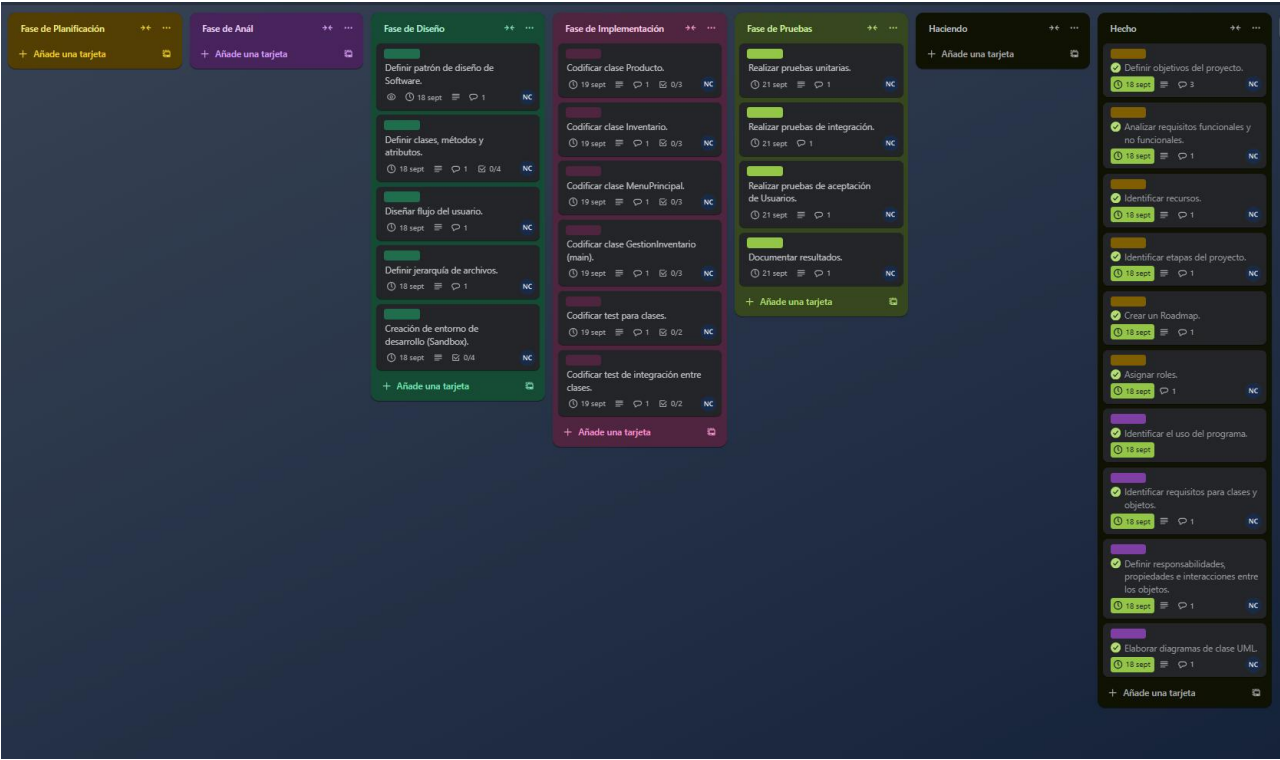 Fase de Planificación
+ Añade una tarjeta
Fase de Anál
+ Añade una tarjeta
Fase de Diseño
Definir patrón de diseño de
Software.
18 sept 1 NC
Definir clases, métodos y
atributos.
18 sept 1 0/4 NC
Diseñar flujo del usuario.
18 sept 1 NC
Definir jerarquía de archivos.
18 sept 1 NC
Creación de entorno de
desarrollo (Sandbox).
18 sept 0/4 NC
+ Añade una tarjeta
Fase de Implementación
Codificar clase Producto.
19 sept 1 0/3 NC
Codificar clase Inventario.
19 sept 1 0/3 NC
Codificar clase MenuPrincipal.
19 sept 1 0/3 NC
Codificar clase GestionInventario
(main).
19 sept 1 0/3 NC
Codificar test para clases.
19 sept 1 0/2 NC
Codificar test de integración entre
clases.
19 sept 1 0/2 NC
+ Añade una tarjeta
Fase de Pruebas
Realizar pruebas unitarias.
21 sept 1 NC
Realizar pruebas de integración.
21 sept 1 NC
Realizar pruebas de aceptación
de Usuarios.
21 sept 1 NC
Documentar resultados.
21 sept 1 NC
+ Añade una tarjeta
Haciendo
+ Añade una tarjeta
Hecho
Definir objetivos del proyecto.
18 sept 3 NC
Analizar requisitos funcionales y
no funcionales.
18 sept 1 NC
Identificar recursos.
18 sept 1 NC
Identificar etapas del proyecto.
18 sept 1 NC
Crear un Roadmap.
18 sept 1
Asignar roles.
18 sept 1 NC
Identificar el uso del programa.
18 sept
Identificar requisitos para clases y
objetos.
18 sept 1 NC
Definir responsabilidades,
propiedades e interacciones entre
los objetos.
18 sept 1 NC
Elaborar diagramas de clase UML.
18 sept 1 NC
+ Añade una tarjeta